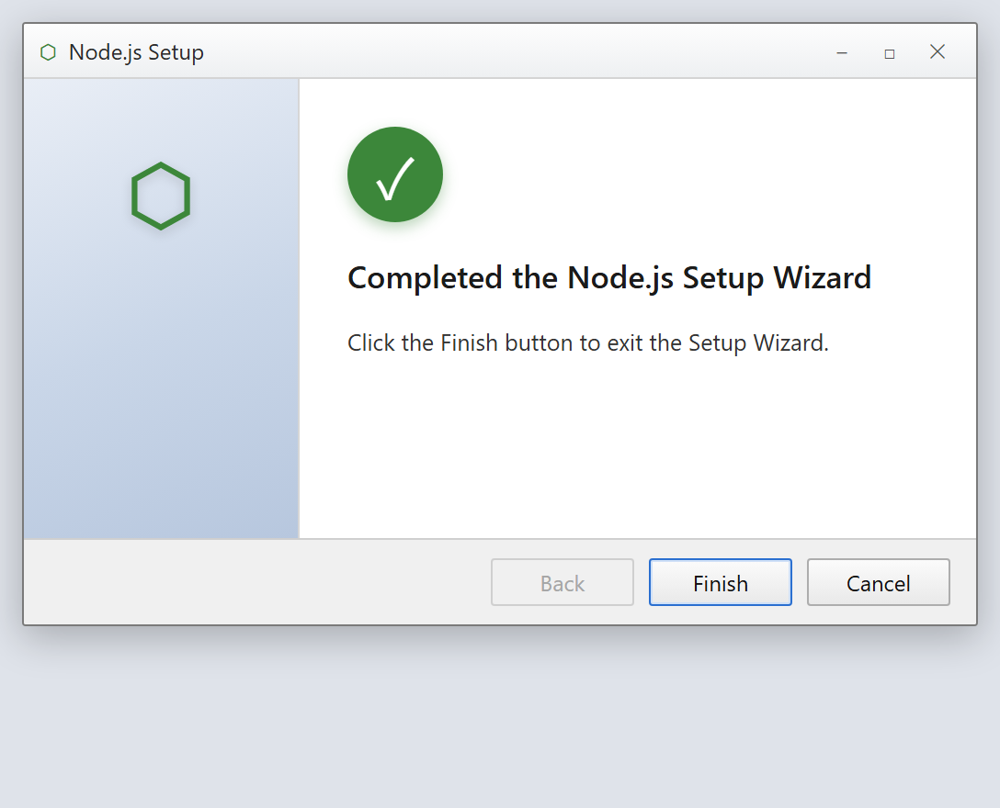 Node.js Setup
Completed the Node.js Setup Wizard
Click the Finish button to exit the Setup Wizard.
Back
Finish
Cancel